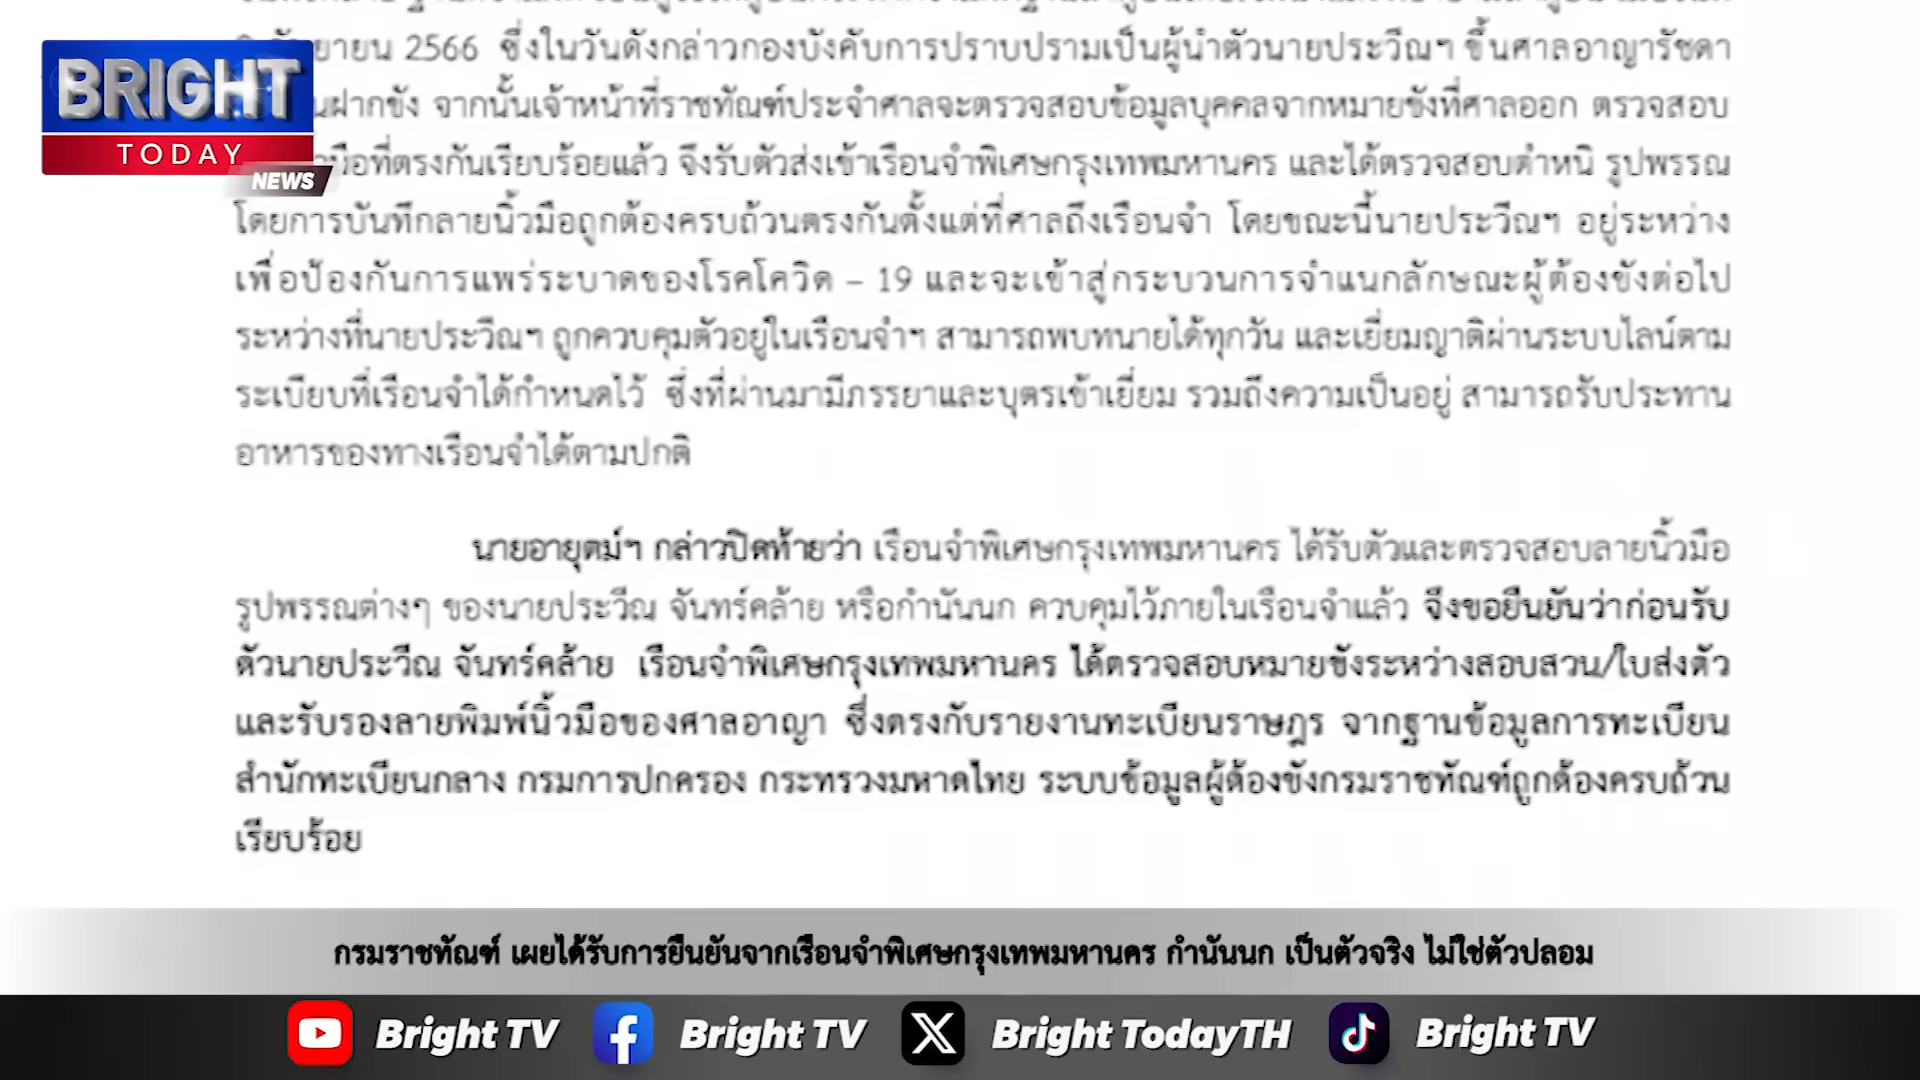 BRIGHT
TODAY
NEWS
2566 ซึ่งในวันดังกล่าวกองบังคับการปราบปรามเป็นผู้นำตัวนายประวีณฯ ขึ้นศาลอาญารัชดา
ฝากขัง จากนั้นเจ้าหน้าที่ราชทัณฑ์ประจำศาลจะตรวจสอบข้อมูลบุคคลจากหมายขังที่ศาลออก ตรวจสอบ
มือที่ตรงกันเรียบร้อยแล้ว จึงรับตัวส่งเข้าเรือนจำพิเศษกรุงเทพมหานคร และได้ตรวจสอบตำหนิ รูปพรรณ
โดยการบันทึกลายนิ้วมือถูกต้องครบถ้วนตรงกันตั้งแต่ที่ศาลถึงเรือนจำ โดยขณะนี้นายประวีณฯ อยู่ระหว่าง
เพื่อป้องกันการแพร่ระบาดของโรคโควิด – 19 และจะเข้าสู่กระบวนการจำแนกลักษณะผู้ต้องขังต่อไป
ระหว่างที่นายประวีณฯ ถูกควบคุมตัวอยู่ในเรือนจำฯ สามารถพบทนายได้ทุกวัน และเยี่ยมญาติผ่านระบบไลน์ตาม
ระเบียบที่เรือนจำได้กำหนดไว้ ซึ่งที่ผ่านมามีภรรยาและบุตรเข้าเยี่ยม รวมถึงความเป็นอยู่ สามารถรับประทาน
อาหารของทางเรือนจำได้ตามปกติ
นายอายุตม์ฯ กล่าวปิดท้ายว่า เรือนจำพิเศษกรุงเทพมหานคร ได้รับตัวและตรวจสอบลายนิ้วมือ
รูปพรรณต่างๆ ของนายประวีณ จันทร์คล้าย หรือกำนันนก ควบคุมไว้ภายในเรือนจำแล้ว จึงขอยืนยันว่าก่อนรับ
ตัวนายประวีณ จันทร์คล้าย เรือนจำพิเศษกรุงเทพมหานคร ได้ตรวจสอบหมายขังระหว่างสอบสวน/ใบส่งตัว
และรับรองลายพิมพ์นิ้วมือของศาลอาญา ซึ่งตรงกับรายงานทะเบียนราษฎร จากฐานข้อมูลการทะเบียน
สำนักทะเบียนกลาง กรมการปกครอง กระทรวงมหาดไทย ระบบข้อมูลผู้ต้องขังกรมราชทัณฑ์ถูกต้องครบถ้วน
เรียบร้อย
กรมราชทัณฑ์ เผยได้รับการยืนยันจากเรือนจำพิเศษกรุงเทพมหานคร กำนันนก เป็นตัวจริง ไม่ใช่ตัวปลอม
Bright TV Bright TV Bright TodayTH Bright TV